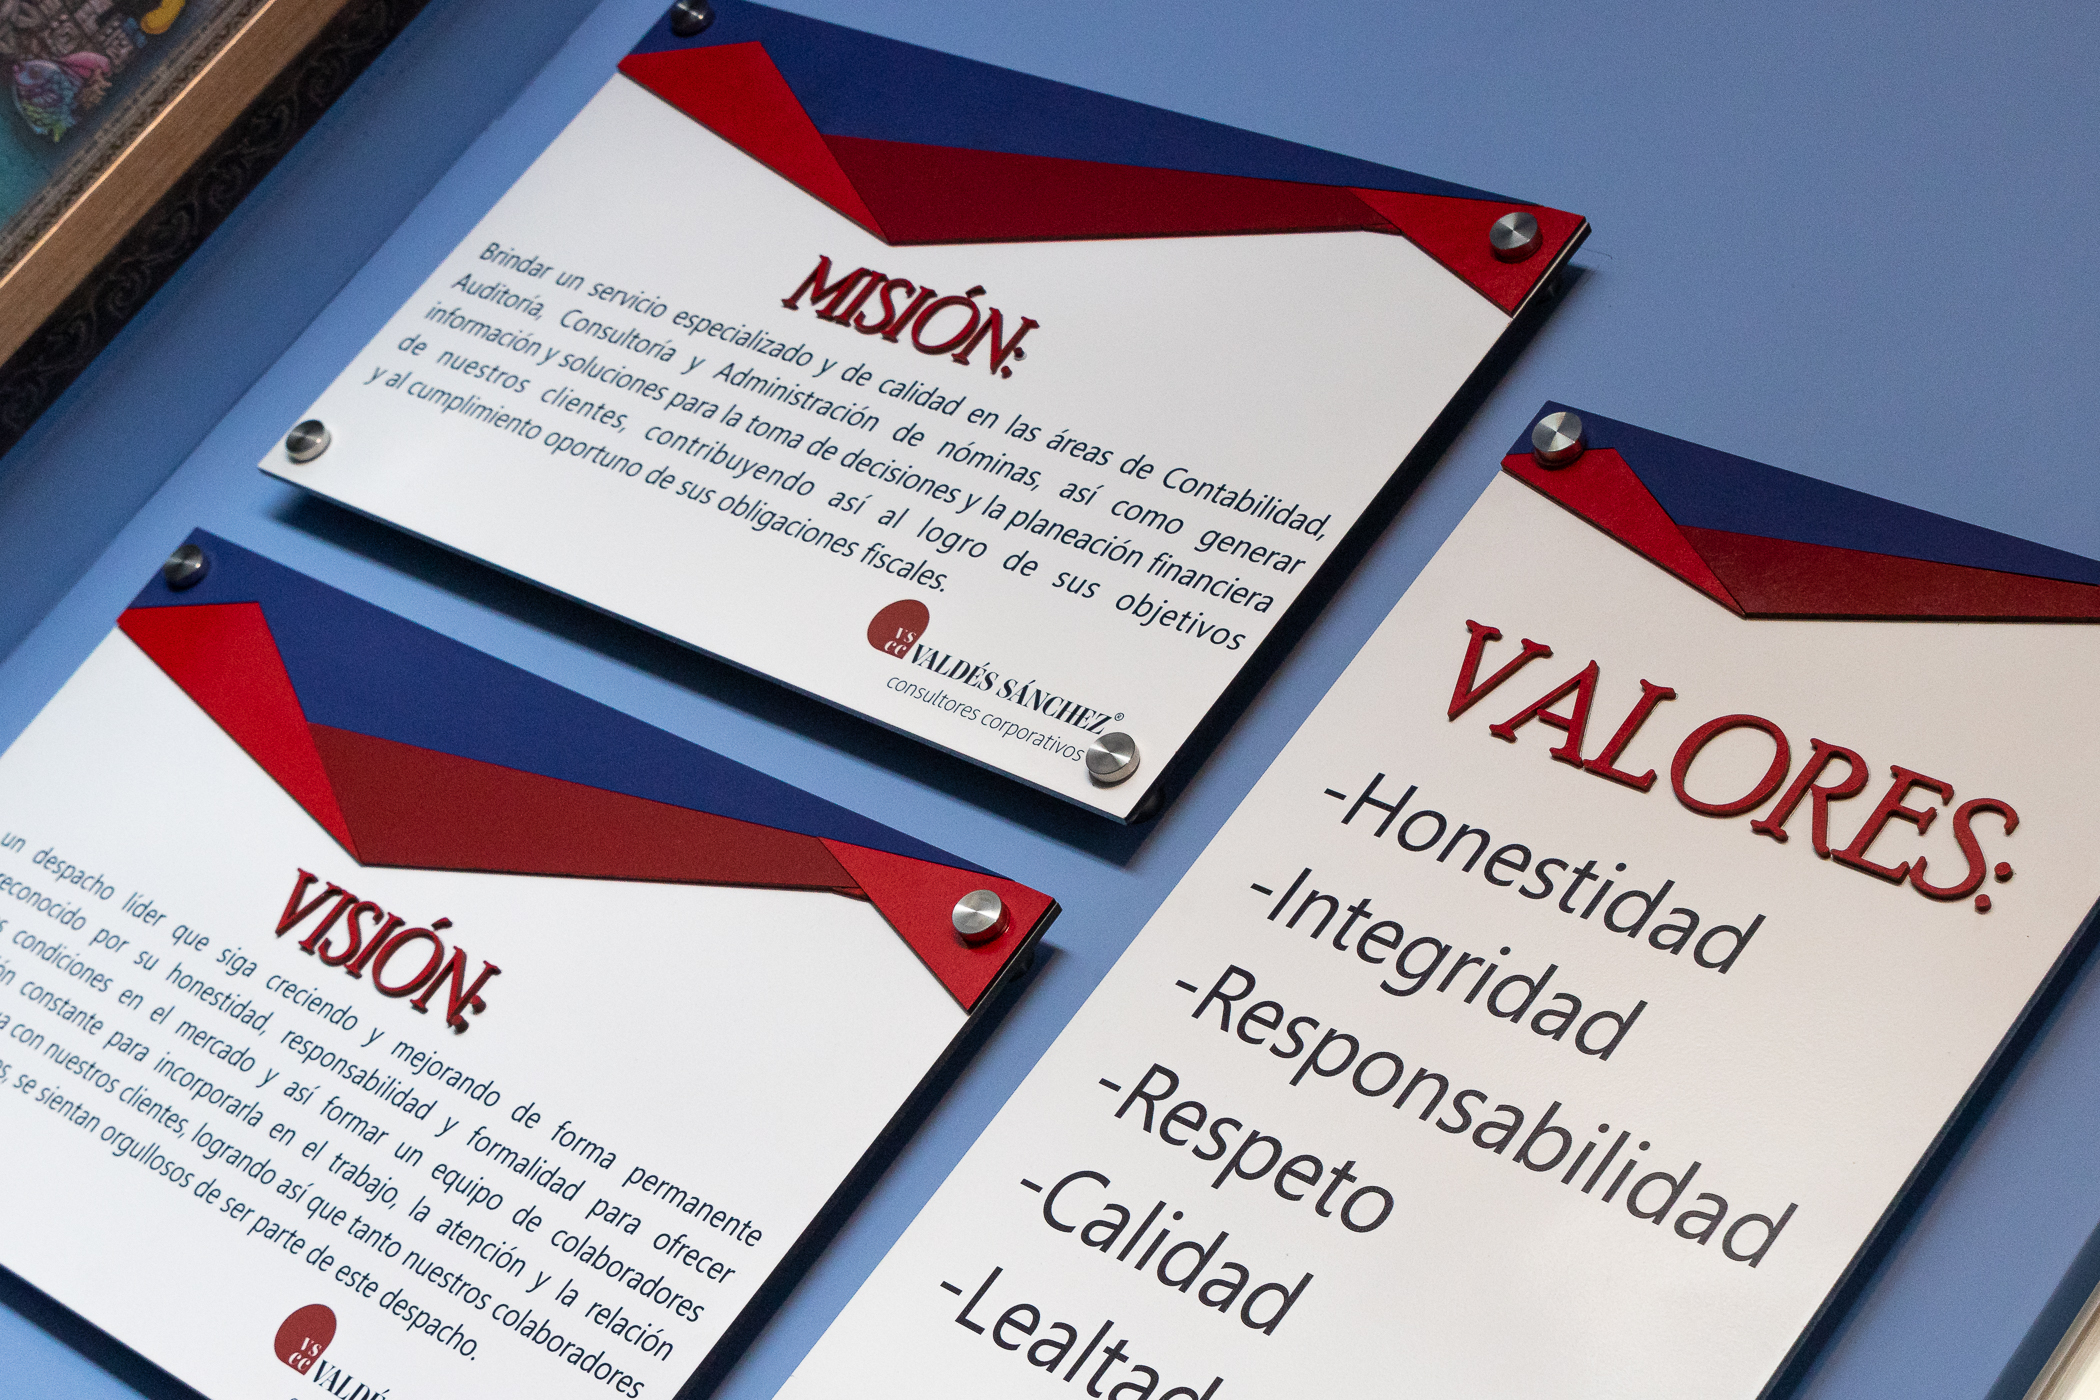 MISIÓN:
Brindar un servicio especializado y de calidad en las áreas de Contabilidad,
Auditoría, Consultoría y Administración de nóminas, así como generar
información y soluciones para la toma de decisiones y la planeación financiera
de nuestros clientes, contribuyendo así al logro de sus objetivos
y al cumplimiento oportuno de sus obligaciones fiscales.
vs
cc
VALDÉS SÁNCHEZ®
consultores corporativos
VISIÓN:
un despacho líder que siga creciendo y mejorando de forma permanente
reconocido por su honestidad, responsabilidad y formalidad para ofrecer
condiciones en el mercado y así formar un equipo de colaboradores
constante para incorporarla en el trabajo, la atención y la relación
con nuestros clientes, logrando así que tanto nuestros colaboradores
se sientan orgullosos de ser parte de este despacho.
vs
cc
VALDÉ
VALORES:
-Honestidad
-Integridad
-Responsabilidad
-Respeto
-Calidad
-Lealtad